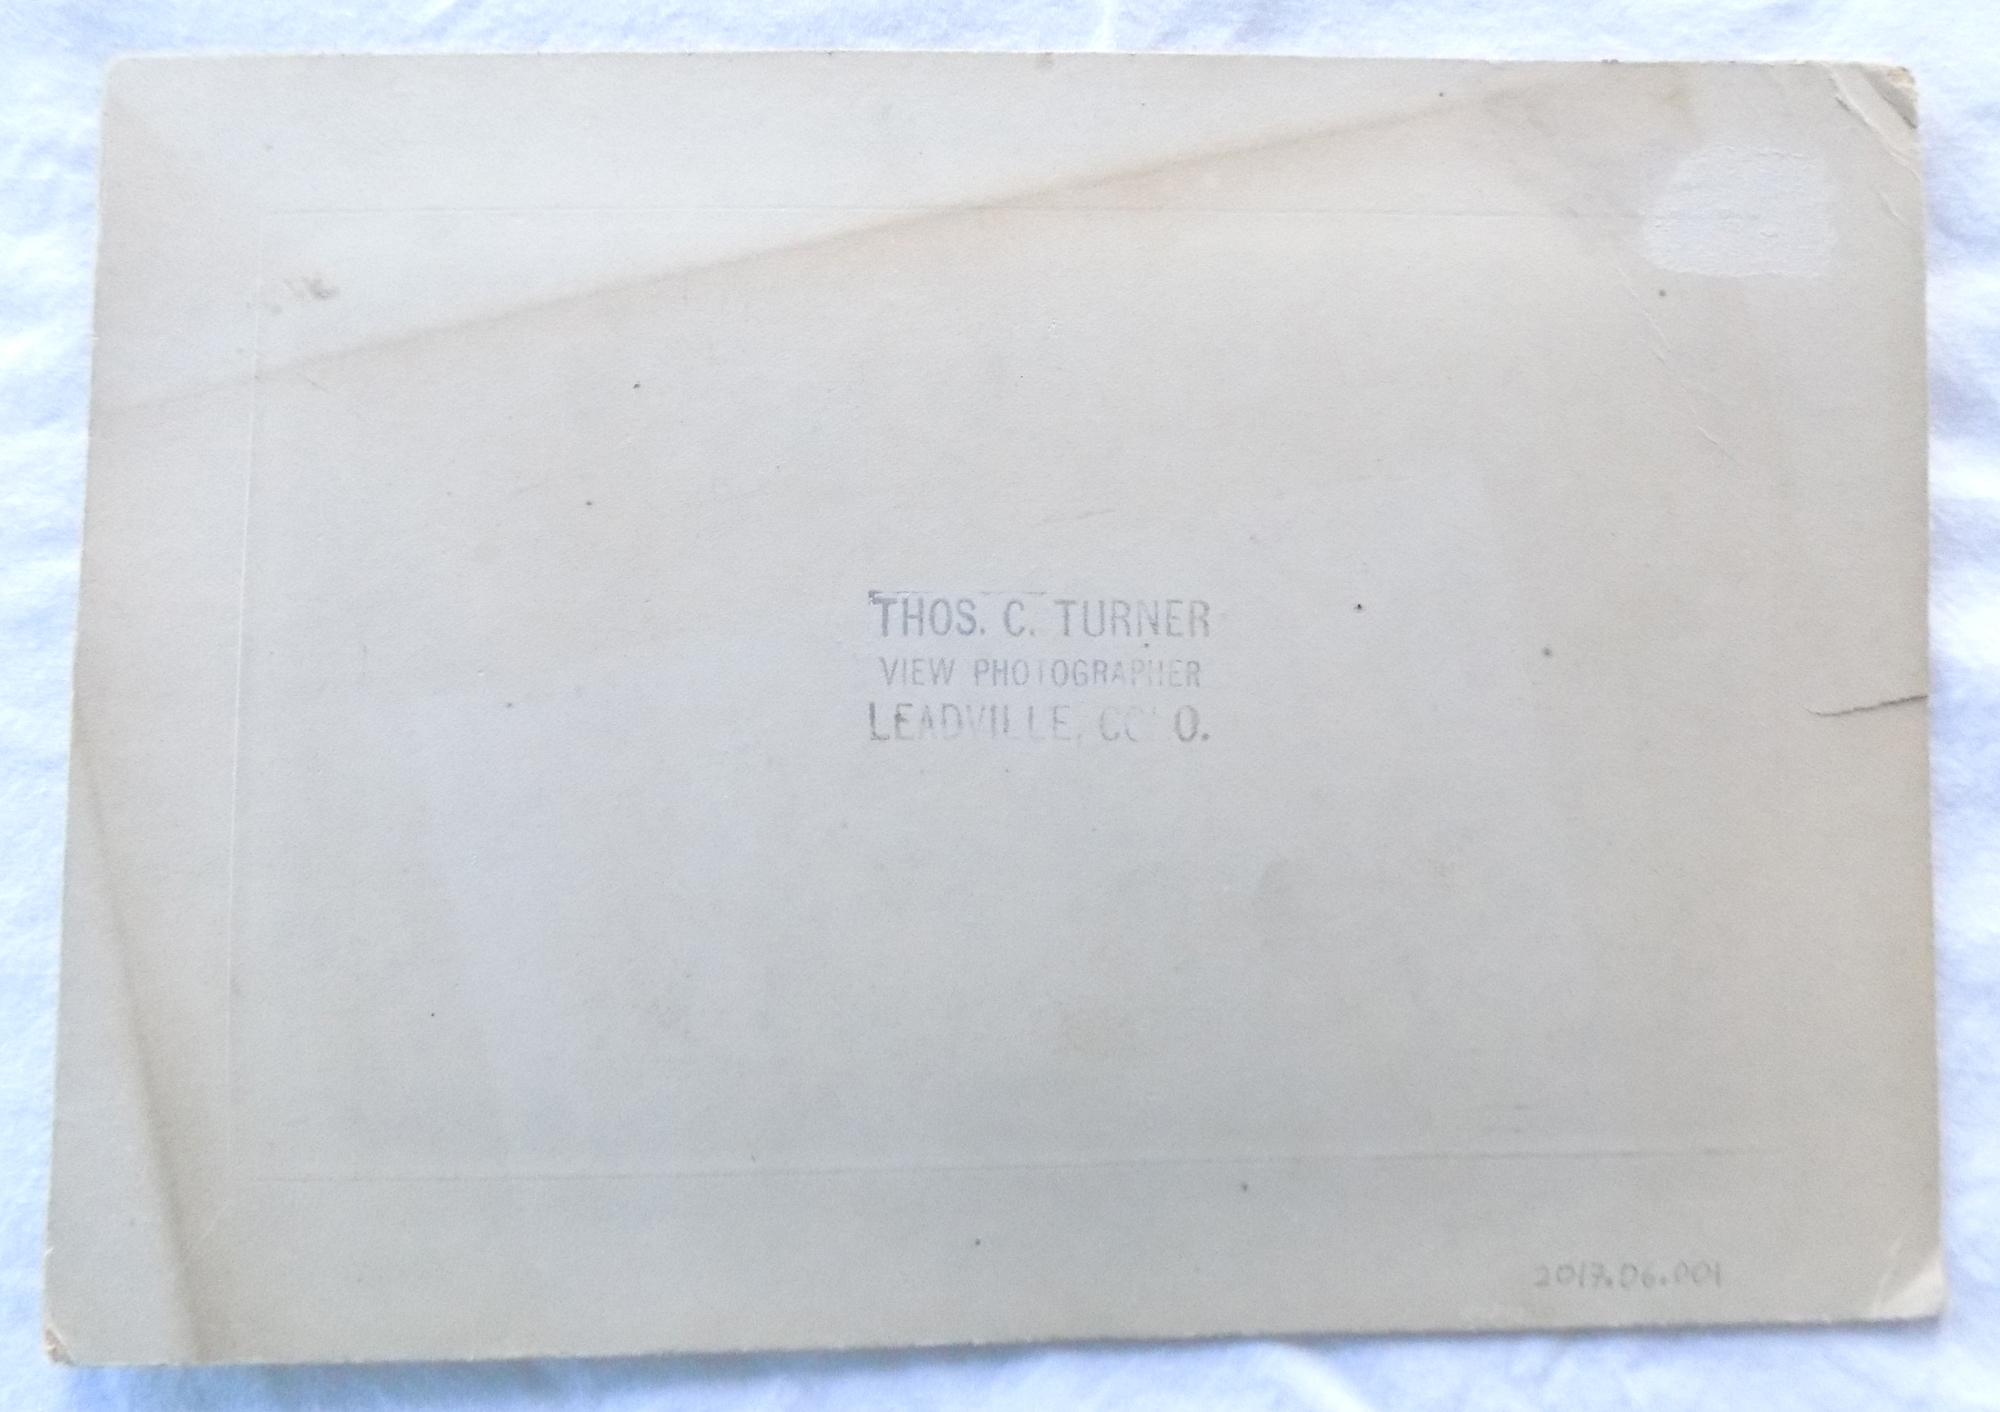 THOS. C. TURNER
VIEW PHOTOGRAPHER
LEADVILLE, COLO.
2017.06.001